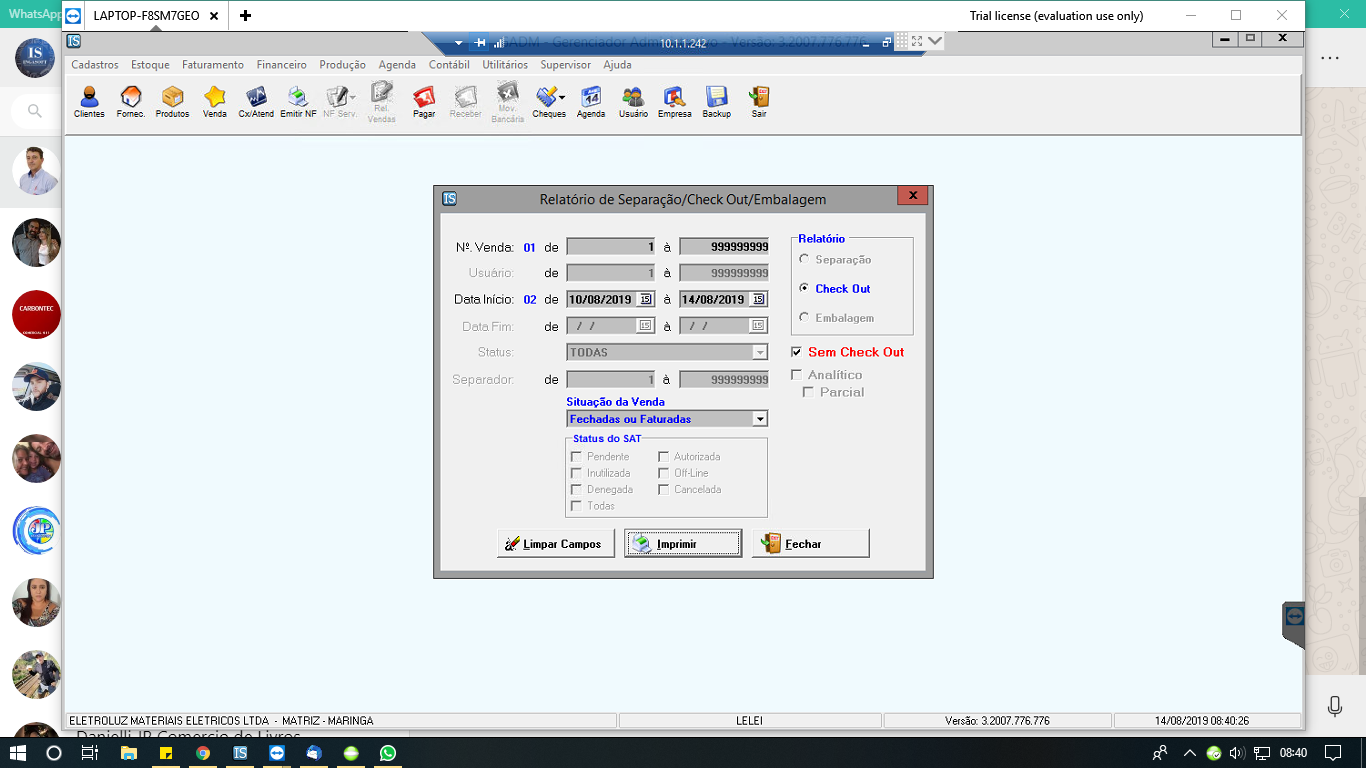 WhatsApp
LAPTOP-F8SM7GEO
Trial license (evaluation use only)
IS
Gerenciador
Versão: 3.2007.776.776
10.1.1.242
Cadastros Estoque Faturamento Financeiro Produção Agenda Contábil Utilitários Supervisor Ajuda
Clientes Fornec. Produtos Venda Cx/Atend Emitir NF NF Serv. Rel. Vendas Pagar Receber Mov. Bancária Cheques Agenda Usuário Empresa Backup Sair
IS Relatório de Separação/Check Out/Embalagem
Nº. Venda: 01 de 1 à 999999999
Usuário: de 1 à 999999999
Data Início: 02 de 10/08/2019 15 à 14/08/2019 15
Data Fim: de / / 15 à / / 15
Status: TODAS
Separador: de 1 à 999999999
Situação da Venda
Fechadas ou Faturadas
Status do SAT
Pendente Autorizada
Inutilizada Off-Line
Denegada Cancelada
Todas
Relatório
Separação
Check Out
Embalagem
Sem Check Out
Analítico
Parcial
Limpar Campos Imprimir Fechar
ELETROLUZ MATERIAIS ELETRICOS LTDA - MATRIZ - MARINGA LELEI Versão: 3.2007.776.776 14/08/2019 08:40:26
Danielli JP Comercio de Livros
08:40